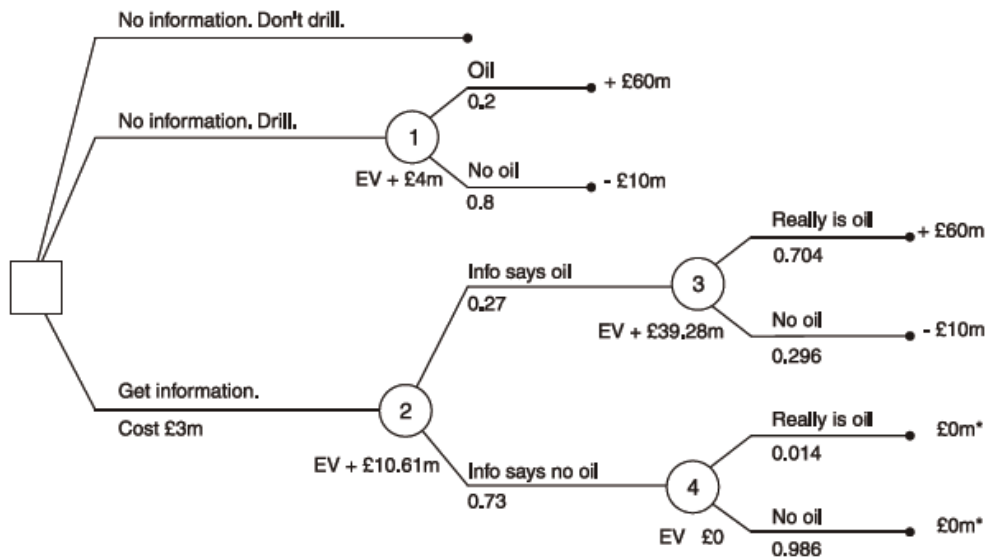 No information. Don't drill.
Oil
+ £60m
0.2
No information. Drill.
1
EV + £4m
No oil
- £10m
0.8
Really is oil
+ £60m
0.704
Info says oil
0.27
3
EV + £39.28m
No oil
- £10m
0.296
Get information.
Cost £3m
2
EV + £10.61m
Really is oil
£0m*
0.014
Info says no oil
0.73
4
EV £0
No oil
£0m*
0.986